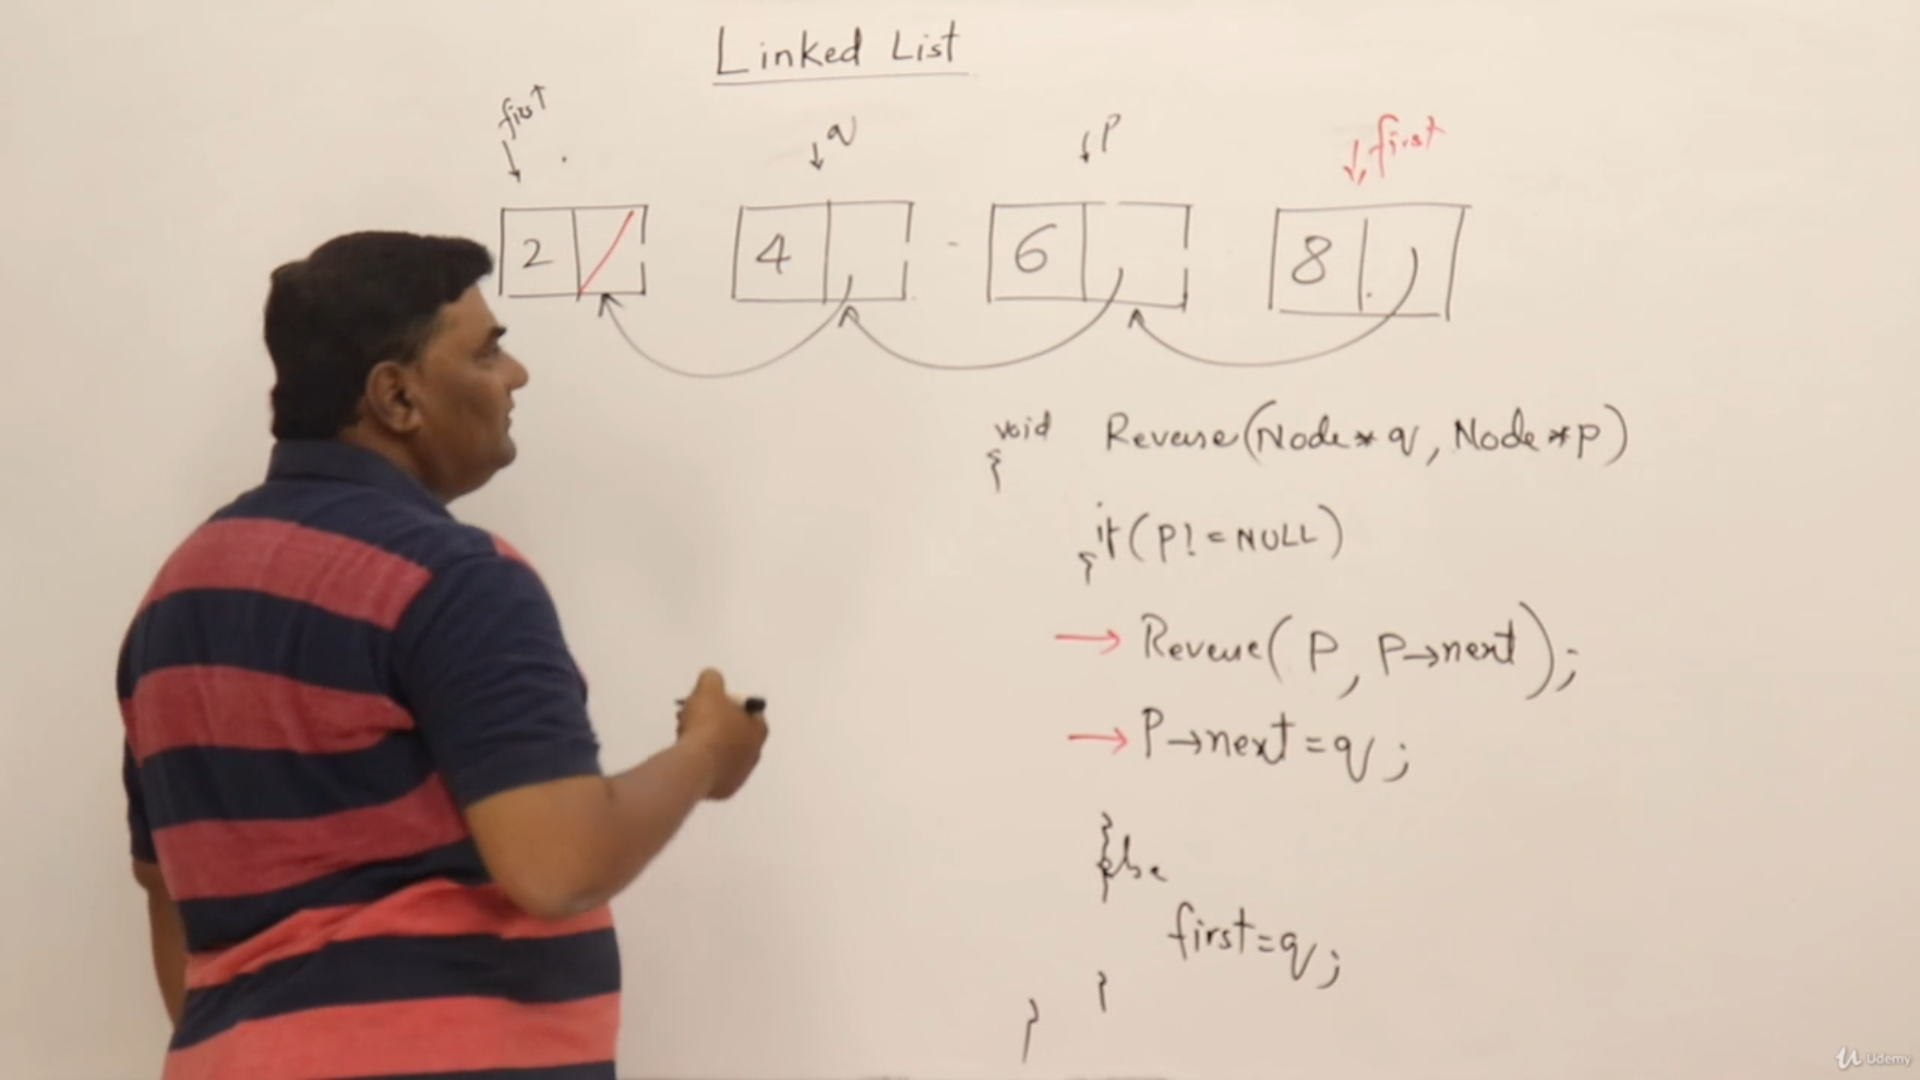 Linked List
first
q
p
first
2
4
6
8
void Reverse(Node* q, Node *p)
{
if(P!=NULL)
{
→ Reverse(P, P→next);
→ P→next=q;
}else
first=q;
}
}
Udemy